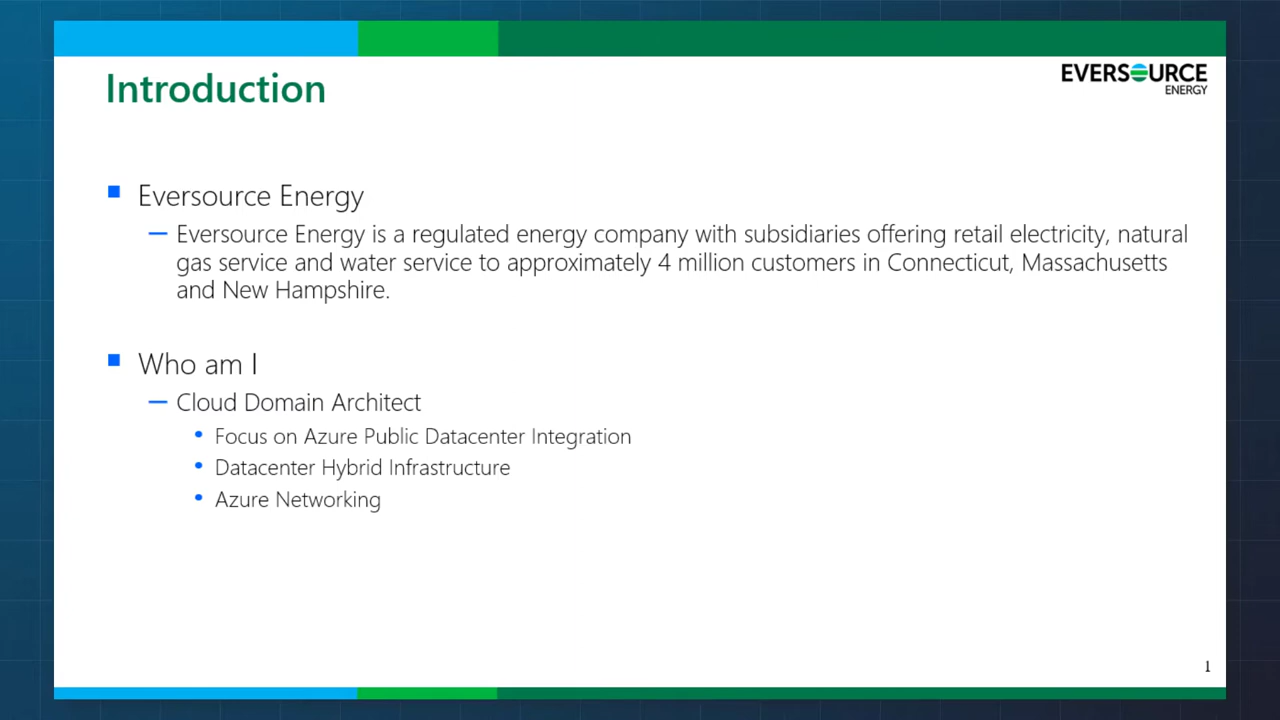 Introduction
EVERSOURCE
ENERGY
Eversource Energy
Eversource Energy is a regulated energy company with subsidiaries offering retail electricity, natural
gas service and water service to approximately 4 million customers in Connecticut, Massachusetts
and New Hampshire.
Who am I
Cloud Domain Architect
Focus on Azure Public Datacenter Integration
Datacenter Hybrid Infrastructure
Azure Networking
1